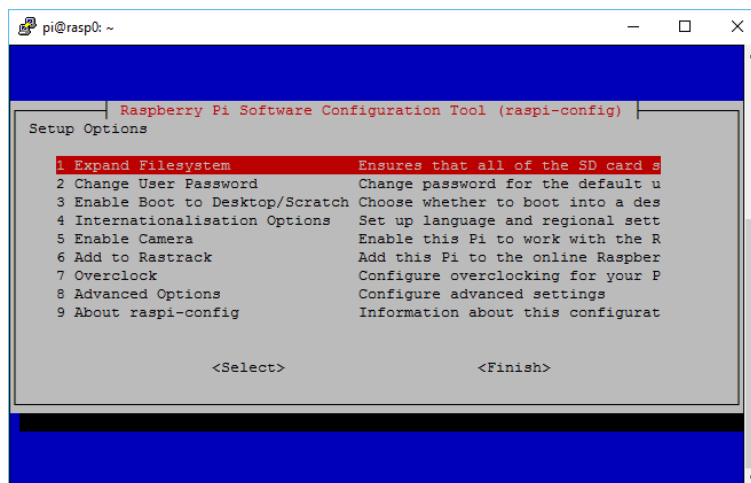 pi@rasp0: ~
Raspberry Pi Software Configuration Tool (raspi-config)
Setup Options
1 Expand Filesystem Ensures that all of the SD card s
2 Change User Password Change password for the default u
3 Enable Boot to Desktop/Scratch Choose whether to boot into a des
4 Internationalisation Options Set up language and regional sett
5 Enable Camera Enable this Pi to work with the R
6 Add to Rastrack Add this Pi to the online Raspber
7 Overclock Configure overclocking for your P
8 Advanced Options Configure advanced settings
9 About raspi-config Information about this configurat
<Select> <Finish>